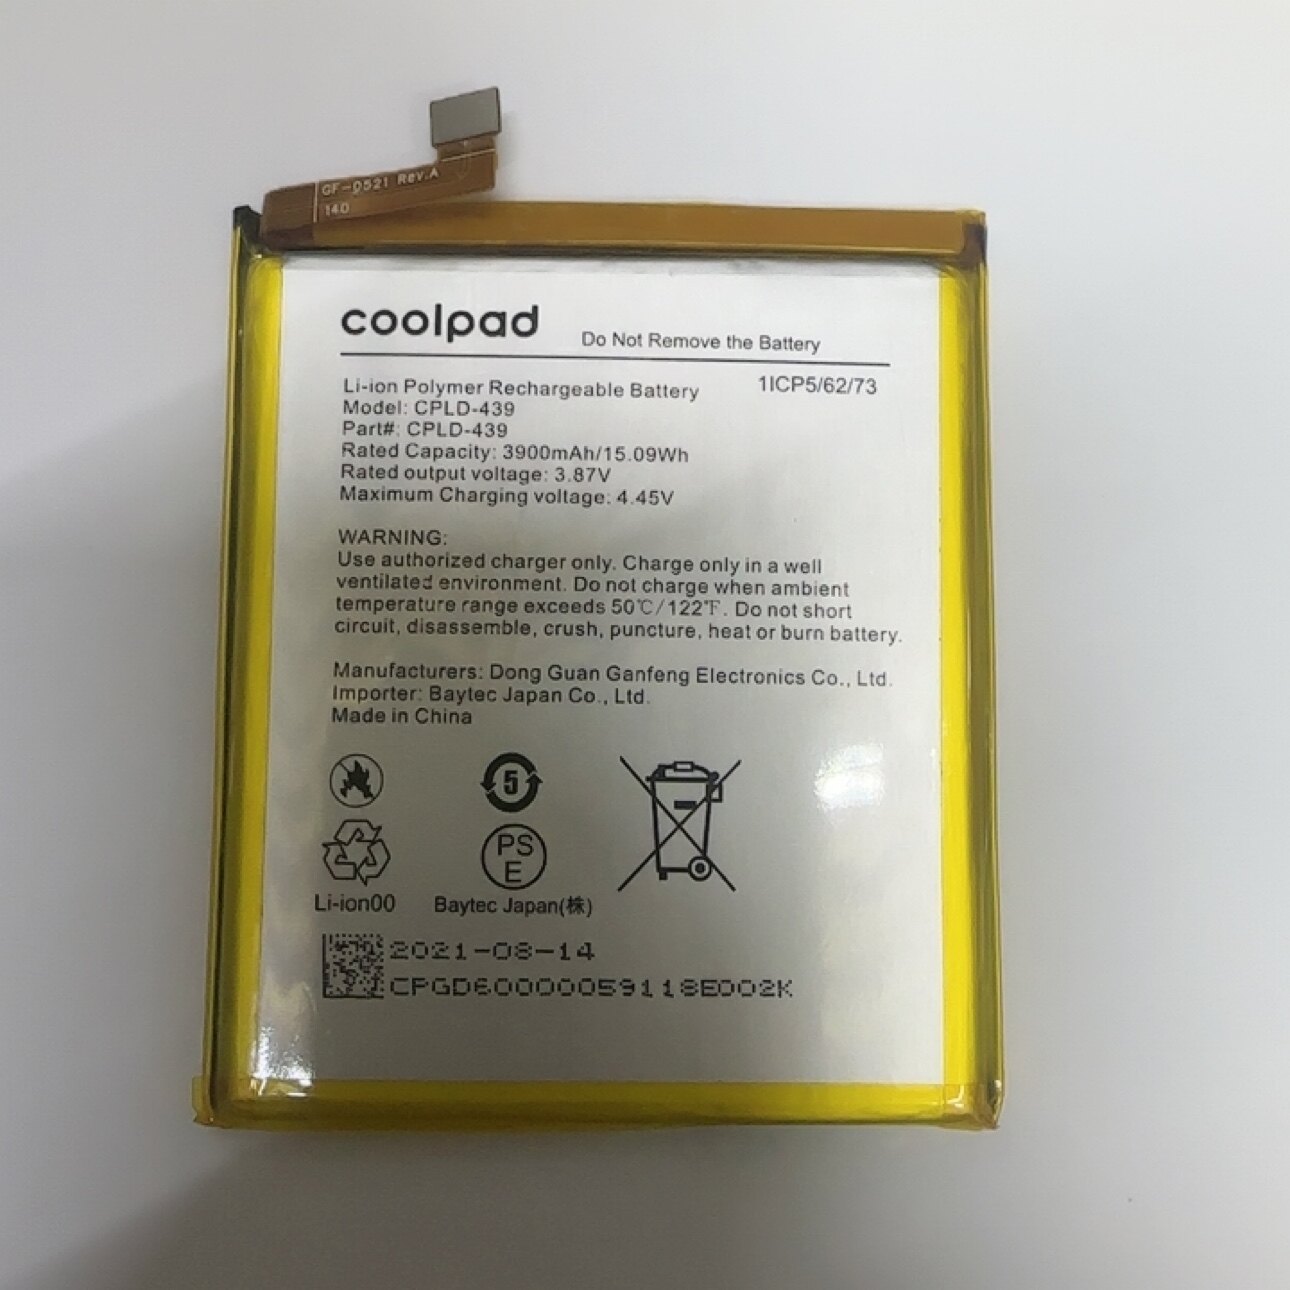 GF-0521 Rev.A
140
coolpad
Do Not Remove the Battery
Li-ion Polymer Rechargeable Battery
1ICP5/62/73
Model: CPLD-439
Part#: CPLD-439
Rated Capacity: 3900mAh/15.09Wh
Rated output voltage: 3.87V
Maximum Charging voltage: 4.45V
WARNING:
Use authorized charger only. Charge only in a well
ventilated environment. Do not charge when ambient
temperature range exceeds 50℃/122℉. Do not short
circuit, disassemble, crush, puncture, heat or burn battery.
Manufacturers: Dong Guan Ganfeng Electronics Co., Ltd.
Importer: Baytec Japan Co., Ltd.
Made in China
5
PS
E
Li-ion00
Baytec Japan(株)
2021-08-14
CPGD60000059118E002K